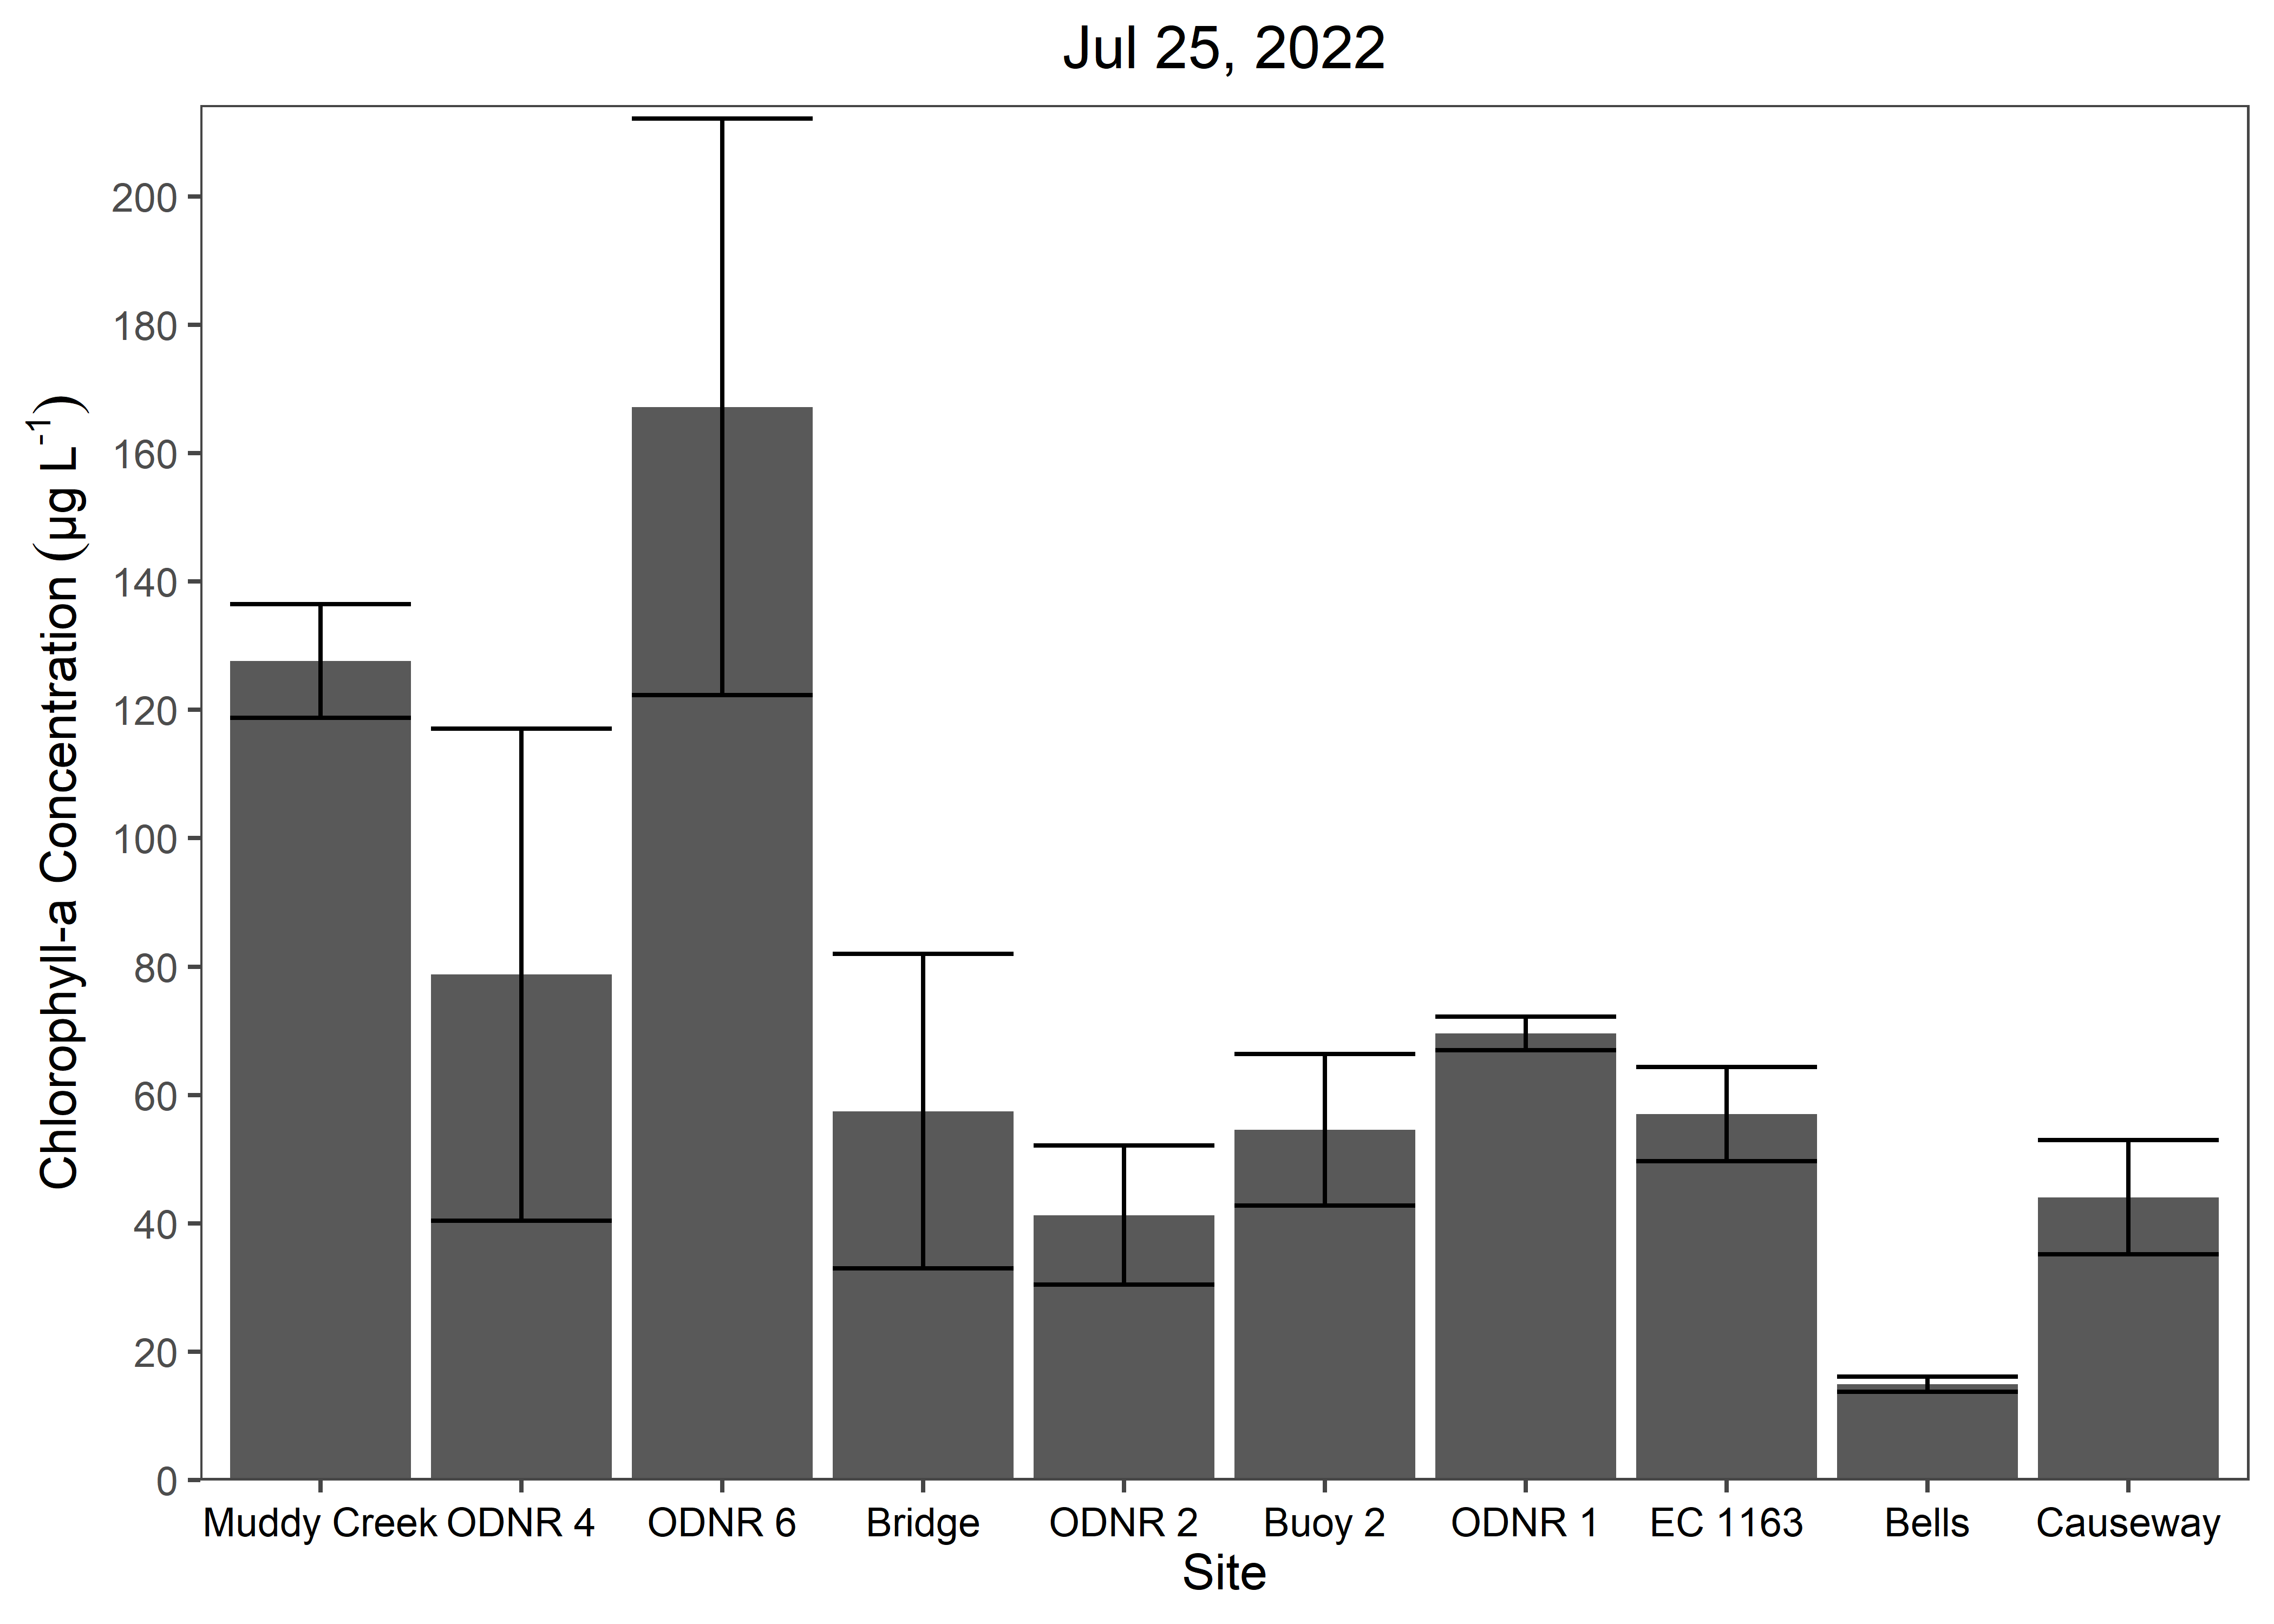 Jul 25, 2022
Chlorophyll-a Concentration (µg L⁻¹)
200
180
160
140
120
100
80
60
40
20
0
Muddy Creek ODNR 4 ODNR 6 Bridge ODNR 2 Buoy 2 ODNR 1 EC 1163 Bells Causeway
Site